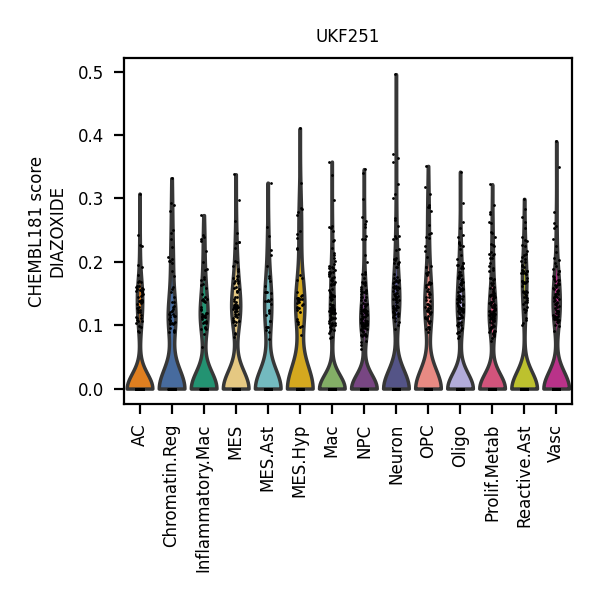 UKF251
CHEMBL181 score
DIAZOXIDE
0.5
0.4
0.3
0.2
0.1
0.0
AC
Chromatin.Reg
Inflammatory.Mac
MES
MES.Ast
MES.Hyp
Mac
NPC
Neuron
OPC
Oligo
Prolif.Metab
Reactive.Ast
Vasc